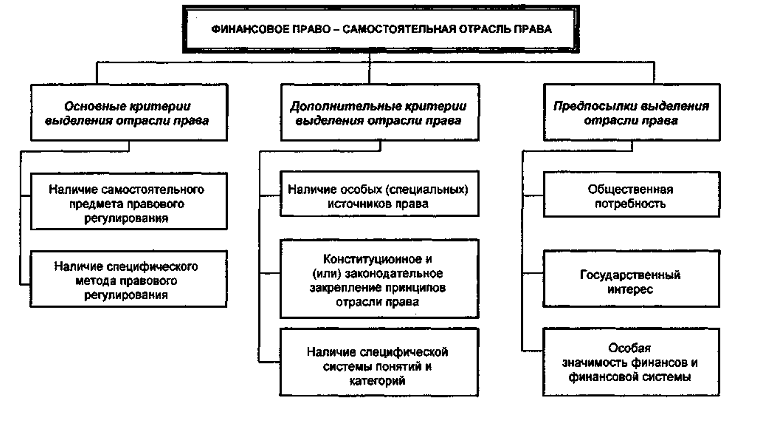 ФИНАНСОВОЕ ПРАВО – САМОСТОЯТЕЛЬНАЯ ОТРАСЛЬ ПРАВА
Основные критерии
выделения отрасли права
Наличие самостоятельного
предмета правового
регулирования
Наличие специфического
метода правового
регулирования
Дополнительные критерии
выделения отрасли права
Наличие особых (специальных)
источников права
Конституционное и
(или) законодательное
закрепление принципов
отрасли права
Наличие специфической
системы понятий и
категорий
Предпосылки выделения
отрасли права
Общественная
потребность
Государственный
интерес
Особая
значимость финансов и
финансовой системы